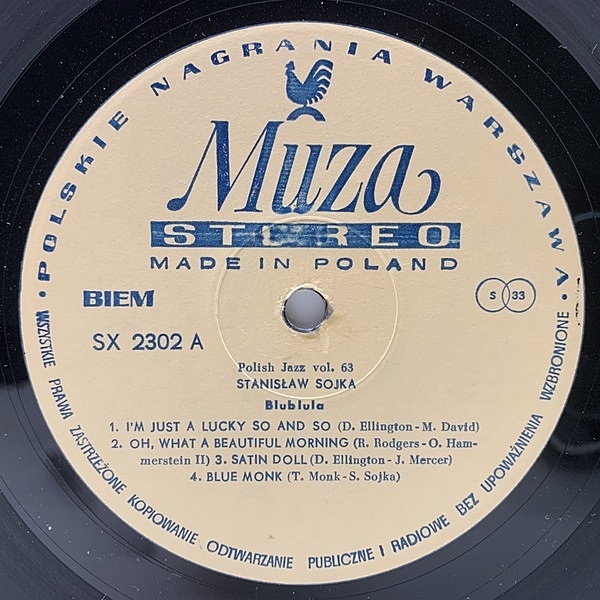 • POLSKIE NAGRANIA WARSZAWA •
Muza
STEREO
MADE IN POLAND
BIEM
S 33
SX 2302 A
Polish Jazz vol. 63
STANISŁAW SOJKA
Blublula
1. I'M JUST A LUCKY SO AND SO (D. Ellington - M. David)
2. OH, WHAT A BEAUTIFUL MORNING (R. Rodgers - O. Ham-
merstein II) 3. SATIN DOLL (D. Ellington - J. Mercer)
4. BLUE MONK (T. Monk - S. Sojka)
WSZYSTKIE PRAWA ZASTRZEŻONE KOPIOWANIE ODTWARZANIE PUBLICZNE I RADIOWE BEZ UPOWAŻNIENIA WZBRONIONE